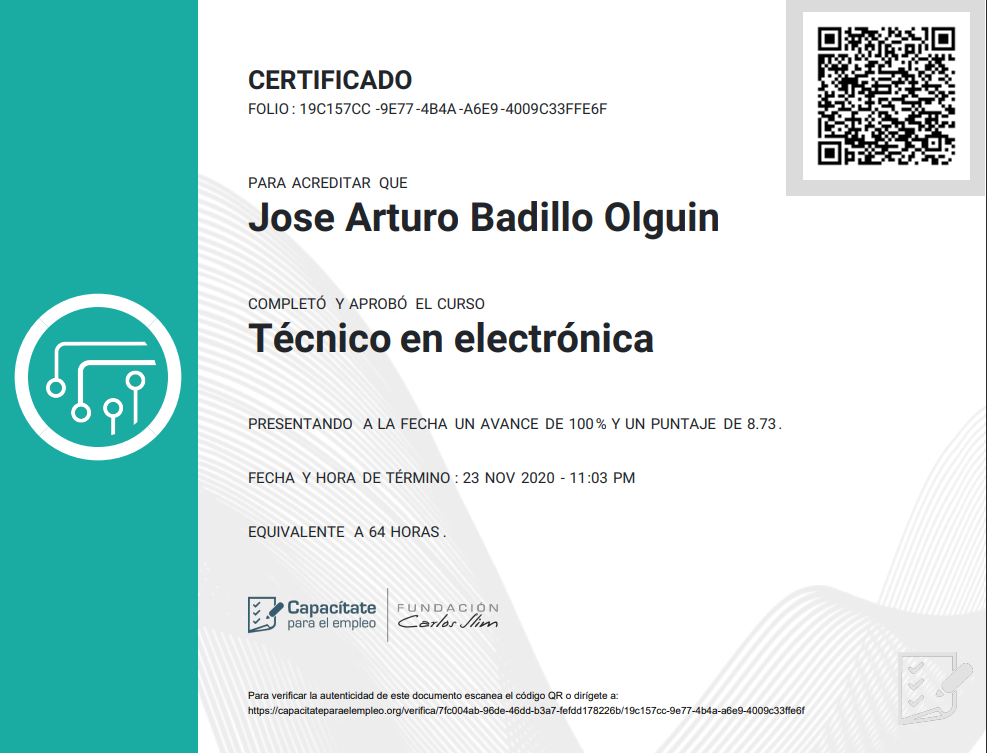 CERTIFICADO
FOLIO : 19C157CC -9E77 -4B4A -A6E9 -4009C33FFE6F
PARA ACREDITAR QUE
Jose Arturo Badillo Olguin
COMPLETÓ Y APROBÓ EL CURSO
Técnico en electrónica
PRESENTANDO A LA FECHA UN AVANCE DE 100 % Y UN PUNTAJE DE 8.73 .
FECHA Y HORA DE TÉRMINO : 23 NOV 2020 - 11:03 PM
EQUIVALENTE A 64 HORAS .
Capacítate
para el empleo
FUNDACIÓN
Carlos Slim
Para verificar la autenticidad de este documento escanea el código QR o dirígete a:
https://capacitateparaelempleo.org/verifica/7fc004ab-96de-46dd-b3a7-fefdd178226b/19c157cc-9e77-4b4a-a6e9-4009c33ffe6f